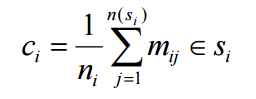 c_i = \frac{1}{n_i} \sum_{j=1}^{n(s_i)} m_{ij} \in s_i